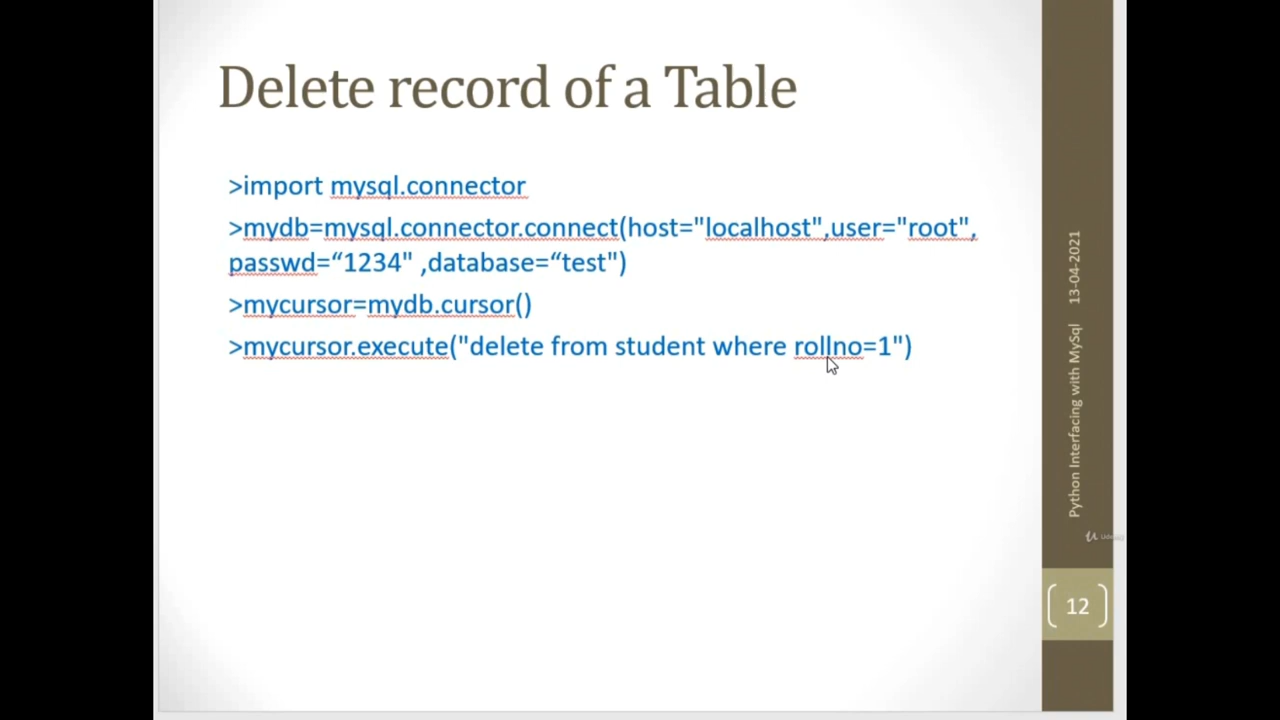 Delete record of a Table
>import mysql.connector
>mydb=mysql.connector.connect(host="localhost",user="root",
passwd=“1234" ,database=“test")
>mycursor=mydb.cursor()
>mycursor.execute("delete from student where rollno=1")
Python Interfacing with MySql 13-04-2021
12